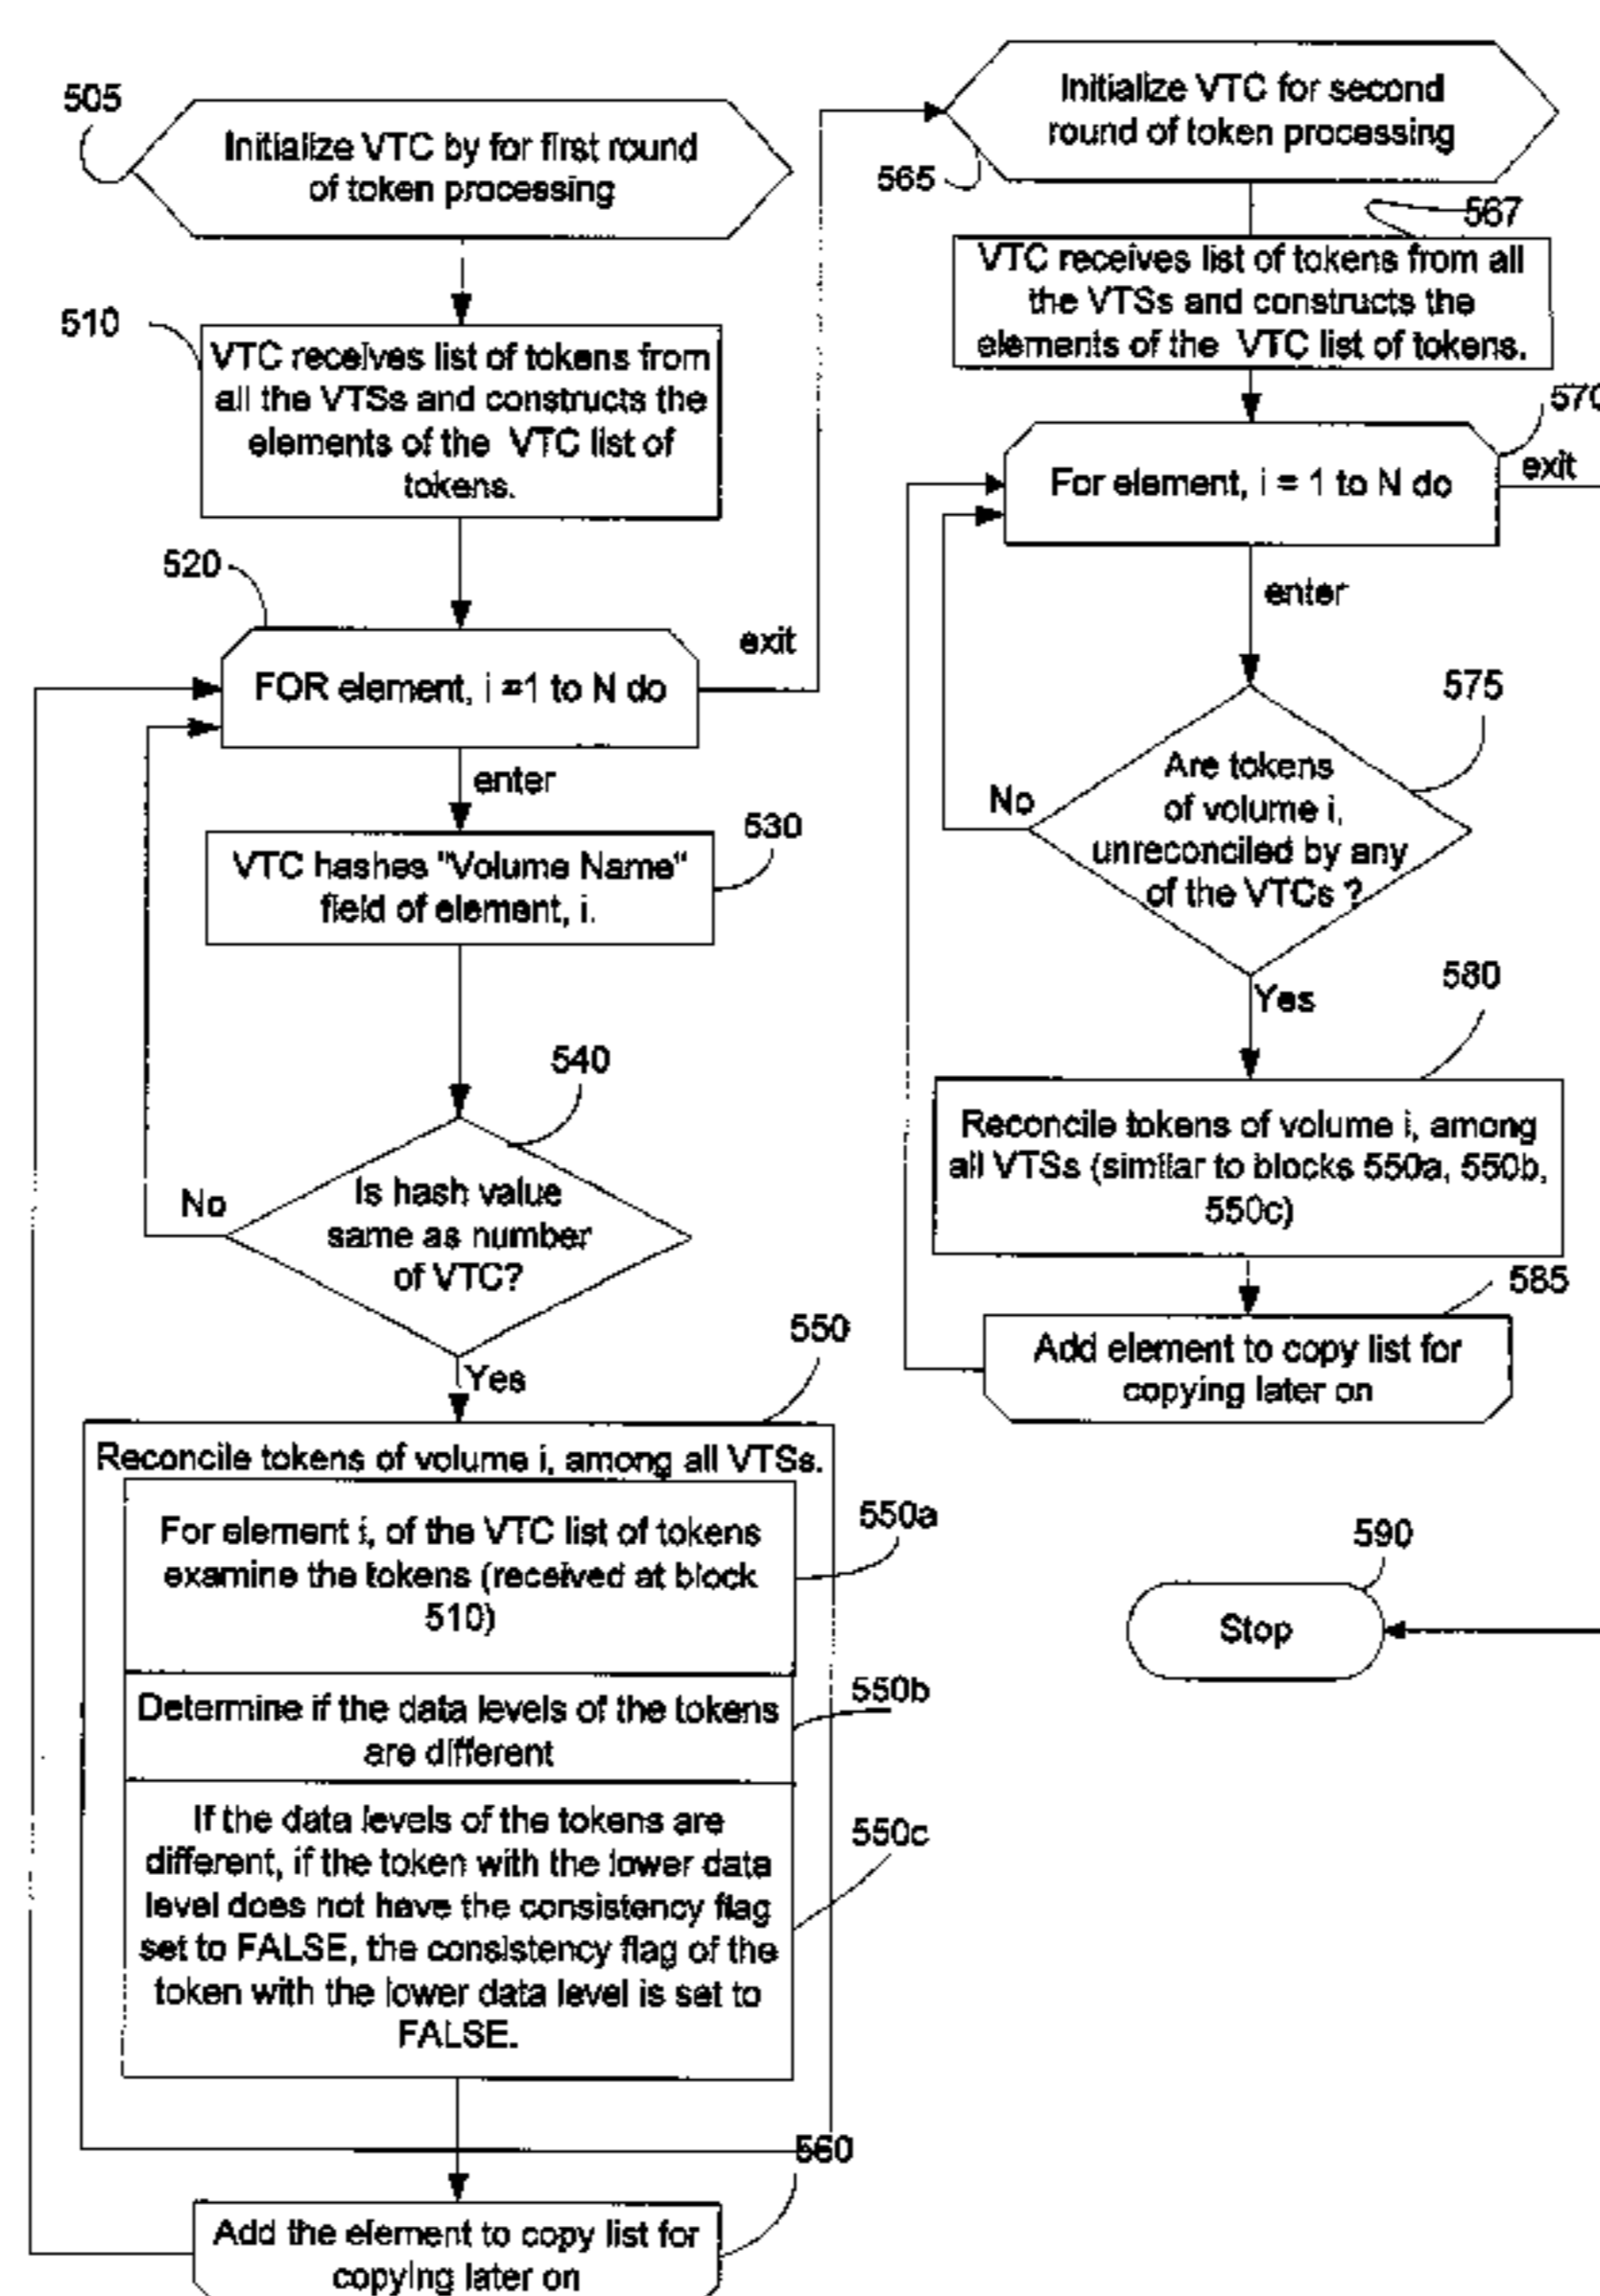 505
Initialize VTC by for first round
of token processing
510
VTC receives list of tokens from
all the VTSs and constructs the
elements of the VTC list of
tokens.
520
FOR element, i =1 to N do
exit
enter
530
VTC hashes "Volume Name"
field of element, i.
540
Is hash value
same as number
of VTC?
No
Yes
550
Reconcile tokens of volume i, among all VTSs.
550a
For element i, of the VTC list of tokens
examine the tokens (received at block
510)
550b
Determine if the data levels of the tokens
are different
550c
If the data levels of the tokens are
different, if the token with the lower data
level does not have the consistency flag
set to FALSE, the consistency flag of the
token with the lower data level is set to
FALSE.
560
Add the element to copy list for
copying later on
Initialize VTC for second
round of token processing
565
567
VTC receives list of tokens from all
the VTSs and constructs the
elements of the VTC list of tokens.
570
For element, i = 1 to N do
exit
enter
575
Are tokens
of volume i,
unreconciled by any
of the VTCs ?
No
Yes
580
Reconcile tokens of volume i, among
all VTSs (similar to blocks 550a, 550b,
550c)
585
Add element to copy list for
copying later on
590
Stop